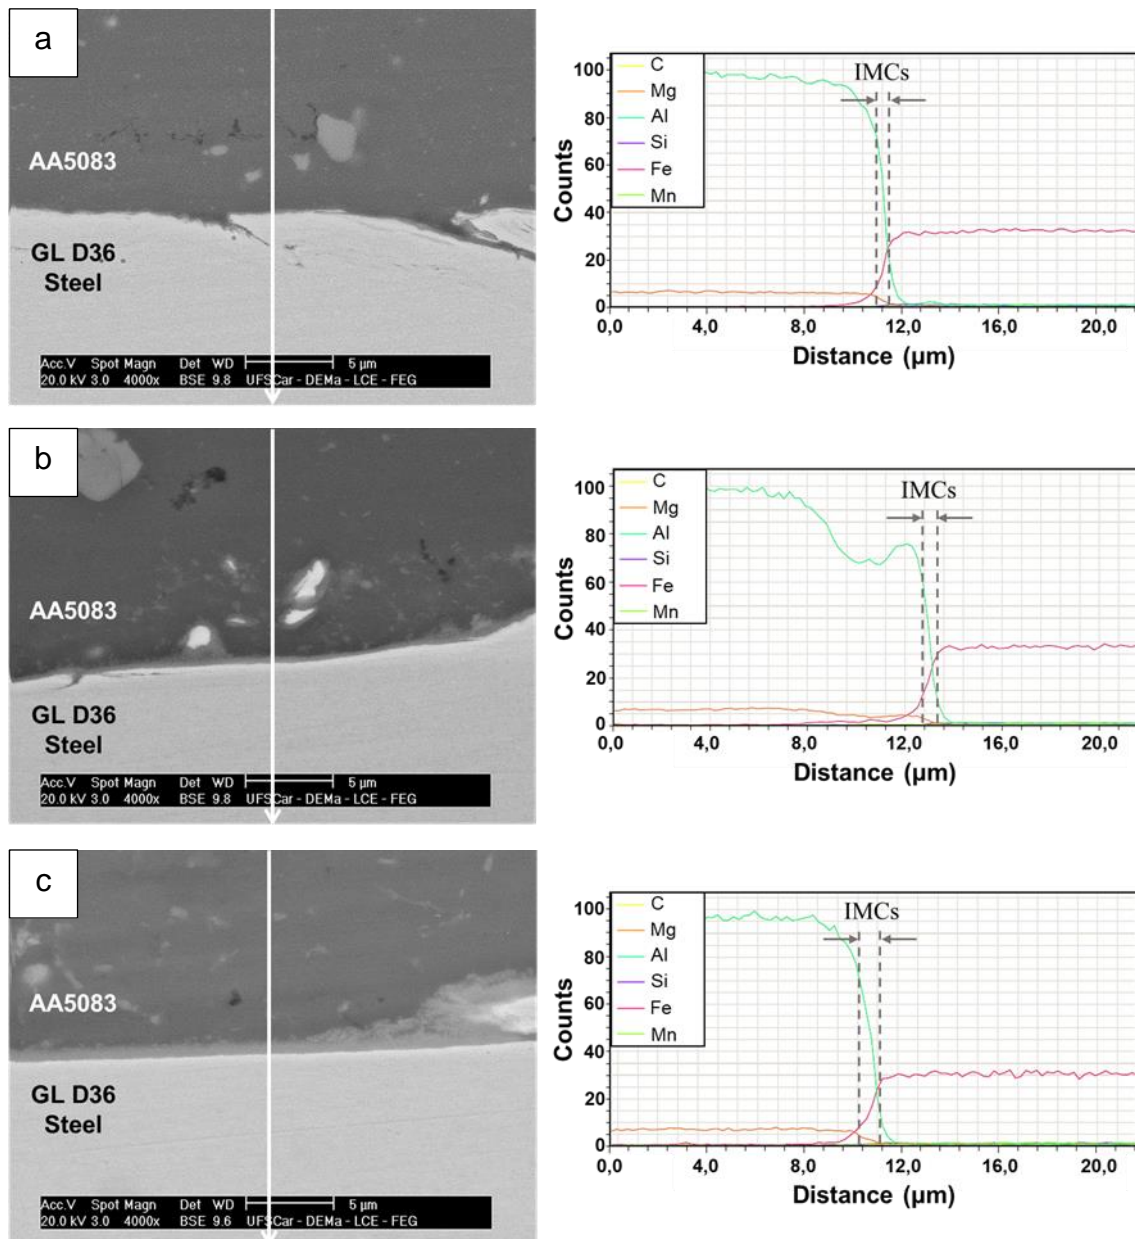 a
AA5083
GL D36
Steel
Acc.V Spot Magn Det WD 5 µm
20.0 kV 3.0 4000x BSE 9.8 UFSCar - DEMa - LCE - FEG
C
Mg
Al
Si
Fe
Mn
IMCs
100
80
60
40
20
0
Counts
0,0 4,0 8,0 12,0 16,0 20,0
Distance (µm)
b
AA5083
GL D36
Steel
Acc.V Spot Magn Det WD 5 µm
20.0 kV 3.0 4000x BSE 9.8 UFSCar - DEMa - LCE - FEG
C
Mg
Al
Si
Fe
Mn
IMCs
100
80
60
40
20
0
Counts
0,0 4,0 8,0 12,0 16,0 20,0
Distance (µm)
c
AA5083
GL D36
Steel
Acc.V Spot Magn Det WD 5 µm
20.0 kV 3.0 4000x BSE 9.6 UFSCar - DEMa - LCE - FEG
C
Mg
Al
Si
Fe
Mn
IMCs
100
80
60
40
20
0
Counts
0,0 4,0 8,0 12,0 16,0 20,0
Distance (µm)